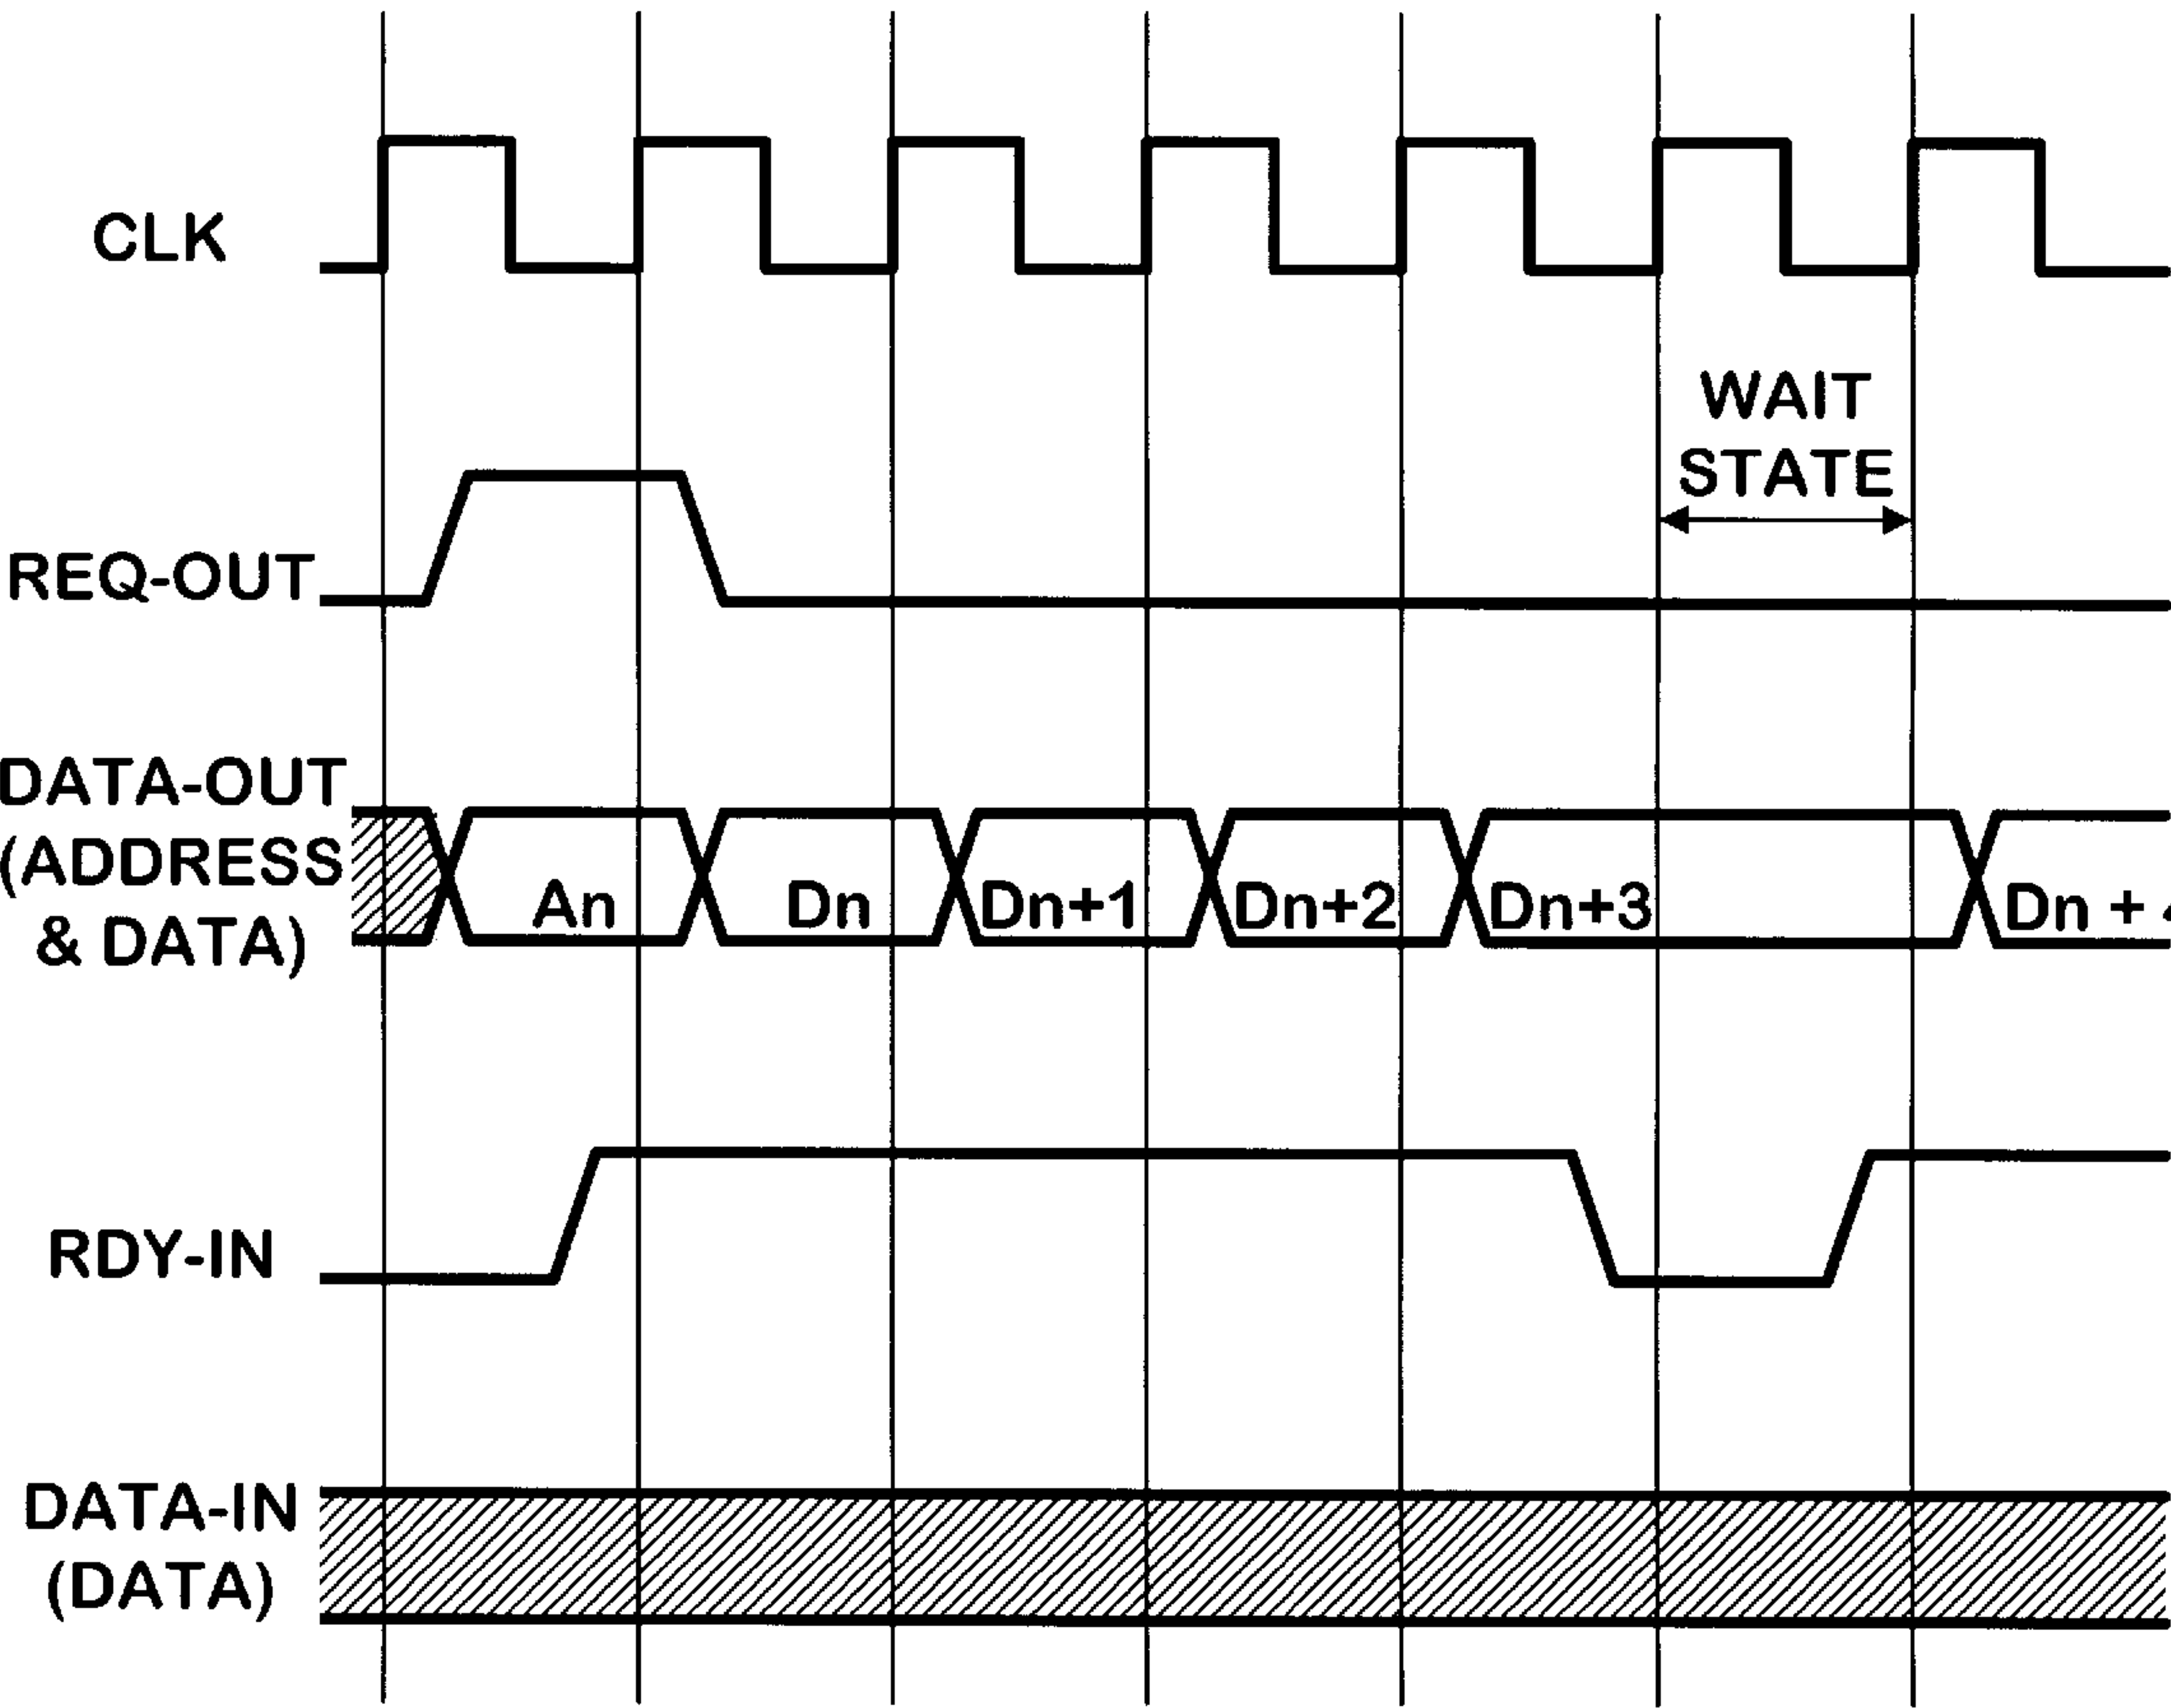 CLK
WAIT
STATE
REQ-OUT
DATA-OUT
(ADDRESS
& DATA)
An Dn Dn+1 Dn+2 Dn+3 Dn +
RDY-IN
DATA-IN
(DATA)